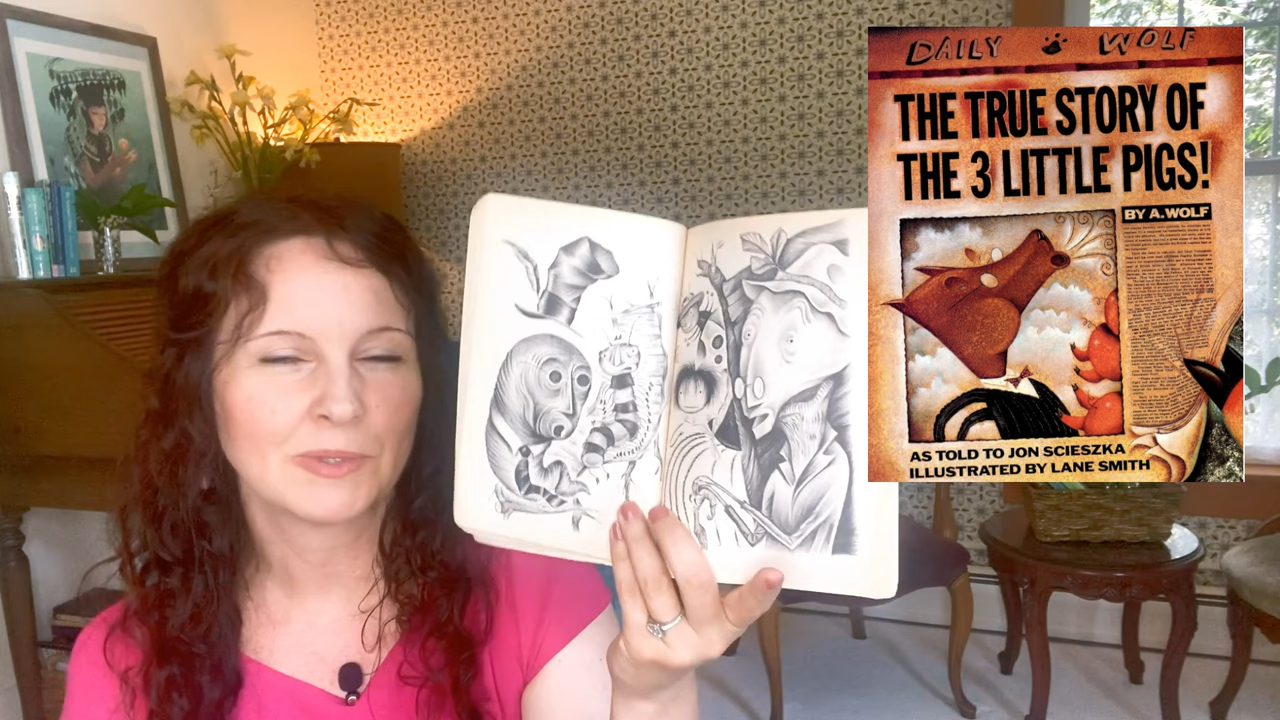 DAILY WOLF
THE TRUE STORY OF
THE 3 LITTLE PIGS!
BY A. WOLF
AS TOLD TO JON SCIESZKA
ILLUSTRATED BY LANE SMITH